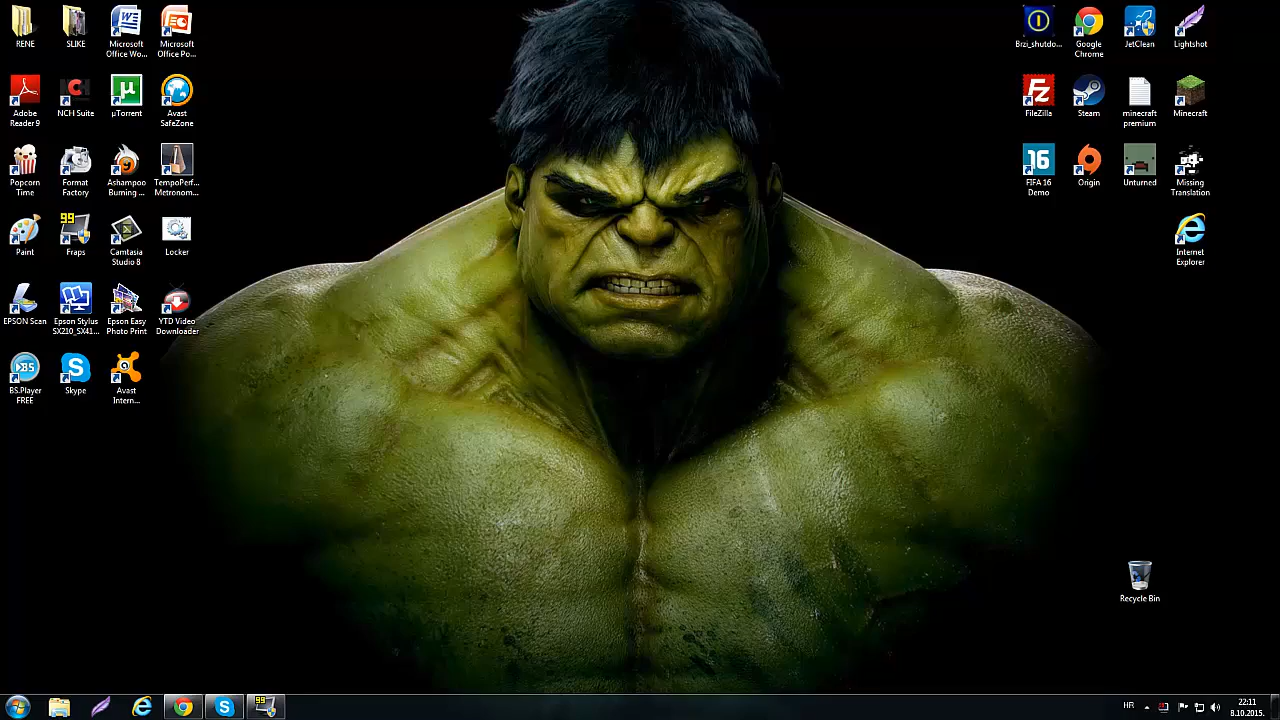 RENE
SLIKE
Microsoft
Office Wo...
Microsoft
Office Po...
Brzi_shutdo...
Google
Chrome
JetClean
Lightshot
Adobe
Reader 9
NCH Suite
µTorrent
Avast
SafeZone
FileZilla
Steam
minecraft
premium
Minecraft
Popcorn
Time
Format
Factory
Ashampoo
Burning ...
TempoPerf...
Metronom...
16
FIFA 16
Demo
Origin
Unturned
Missing
Translation
Paint
99
Fraps
Camtasia
Studio 8
Locker
Internet
Explorer
EPSON Scan
Epson Stylus
SX210_SX41...
Epson Easy
Photo Print
YTD Video
Downloader
BS.Player
FREE
Skype
Avast
Intern...
Recycle Bin
99
HR
22:11
8.10.2015.